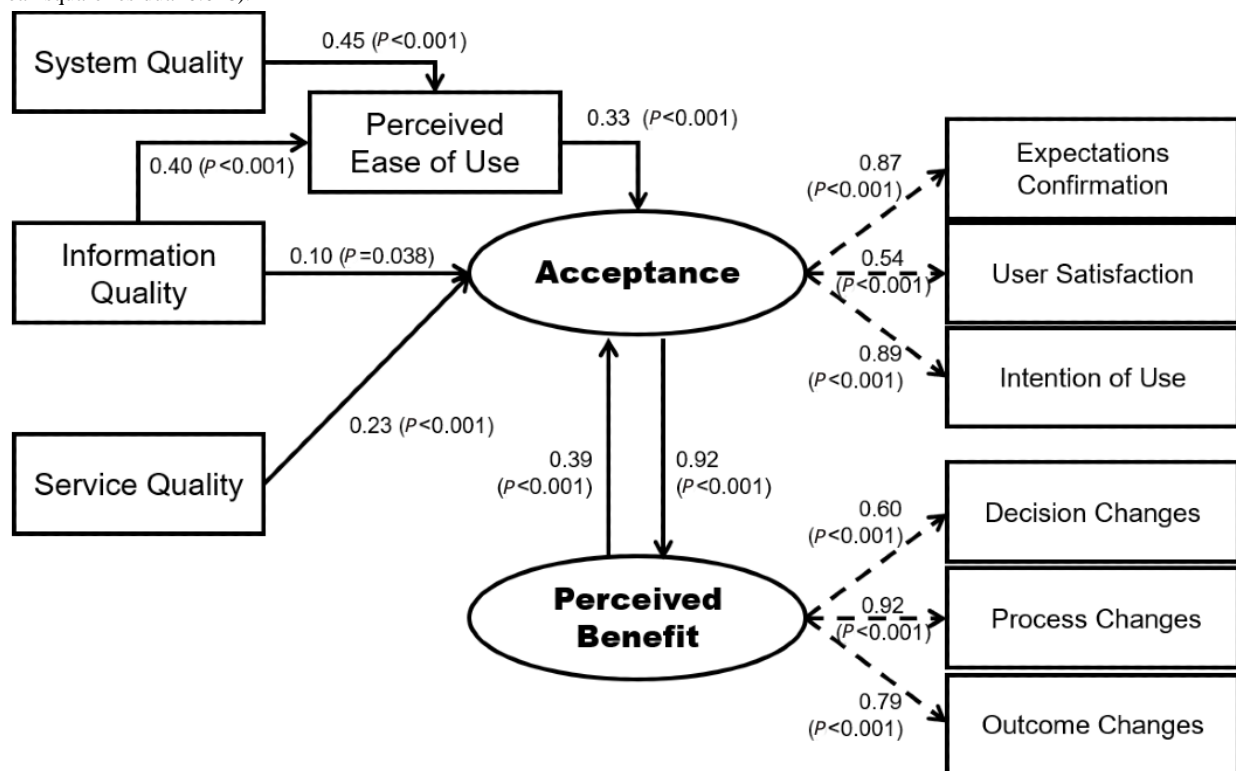 System Quality
0.45 (P<0.001)
Perceived
Ease of Use
0.33 (P<0.001)
0.40 (P<0.001)
Information
Quality
0.10 (P=0.038)
Acceptance
Service Quality
0.23 (P<0.001)
0.39
(P<0.001)
0.92
(P<0.001)
Perceived
Benefit
0.87
(P<0.001)
Expectations
Confirmation
0.54
(P<0.001)
User Satisfaction
0.89
(P<0.001)
Intention of Use
0.60
(P<0.001)
Decision Changes
0.92
(P<0.001)
Process Changes
0.79
(P<0.001)
Outcome Changes